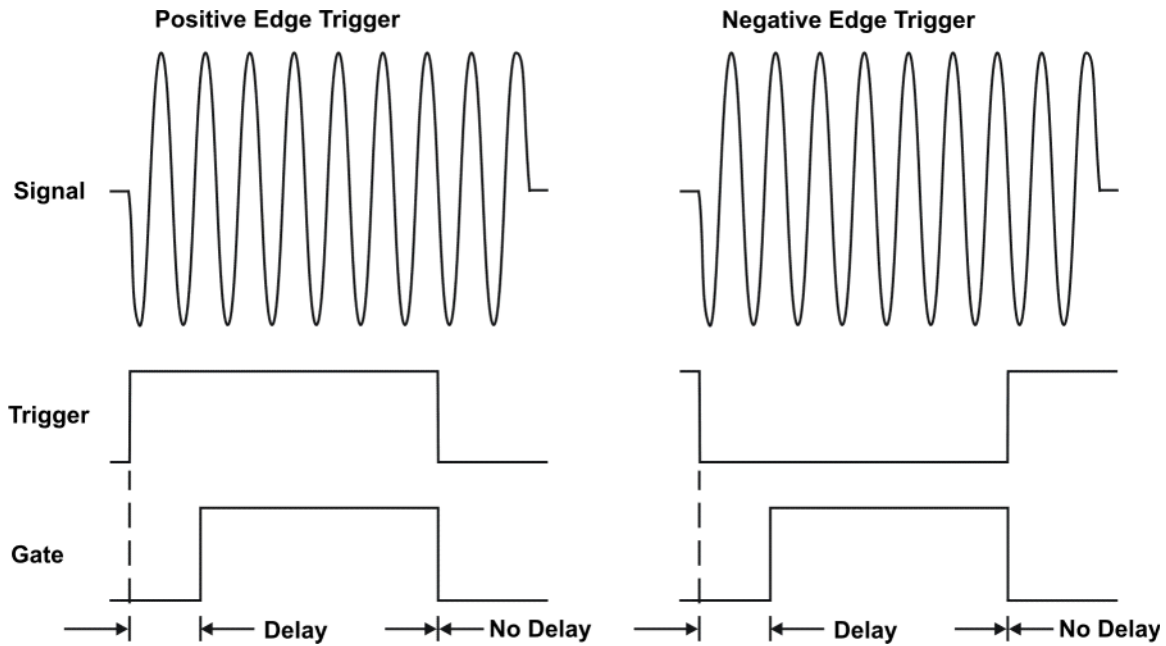 Positive Edge Trigger
Negative Edge Trigger
Signal
Trigger
Gate
Delay
No Delay
Delay
No Delay